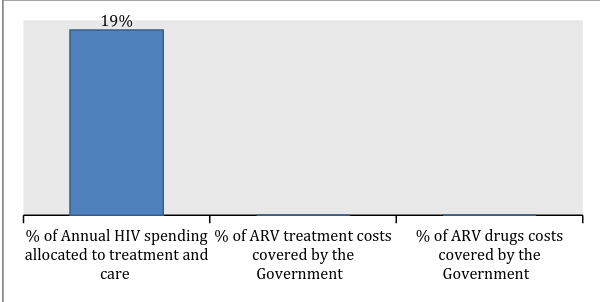 19%
% of Annual HIV spending
allocated to treatment and
care
% of ARV treatment costs
covered by the
Government
% of ARV drugs costs
covered by the
Government